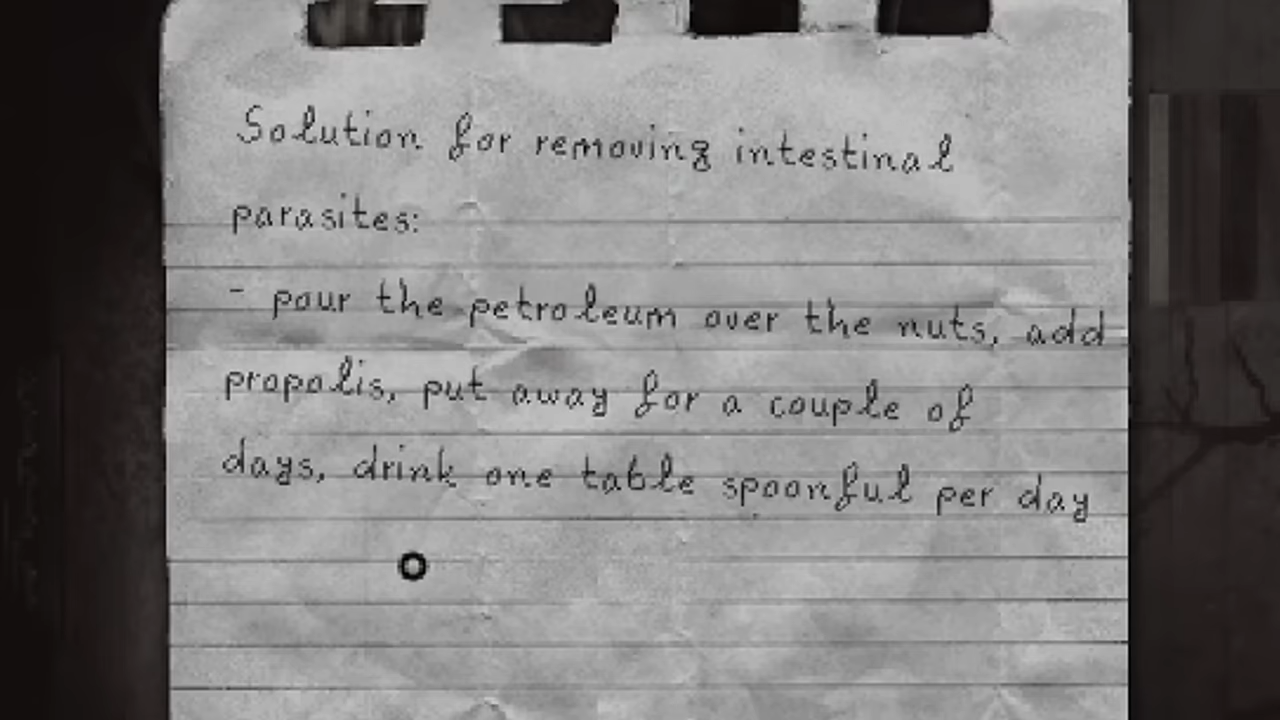 Solution for removing intestinal
parasites:
- pour the petroleum over the nuts, add
propolis, put away for a couple of
days, drink one table spoonful per day